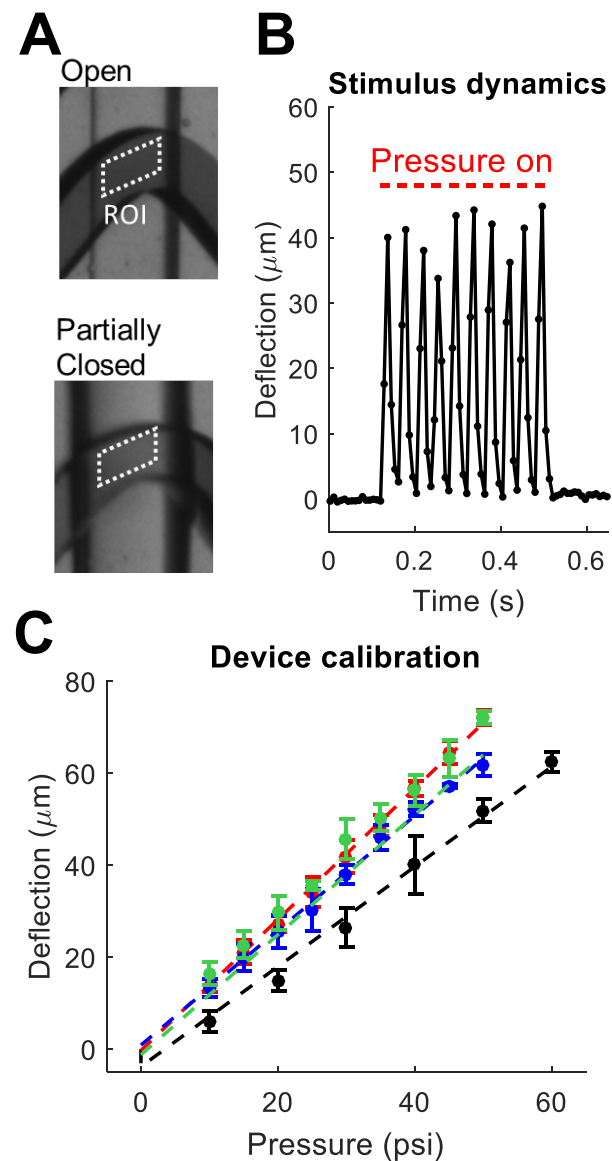 A
Open
ROI
Partially
Closed
B
Stimulus dynamics
Pressure on
Deflection (μm)
60
50
40
30
20
10
0
0 0.2 0.4 0.6
Time (s)
C
Device calibration
Deflection (μm)
80
60
40
20
0
0 20 40 60
Pressure (psi)